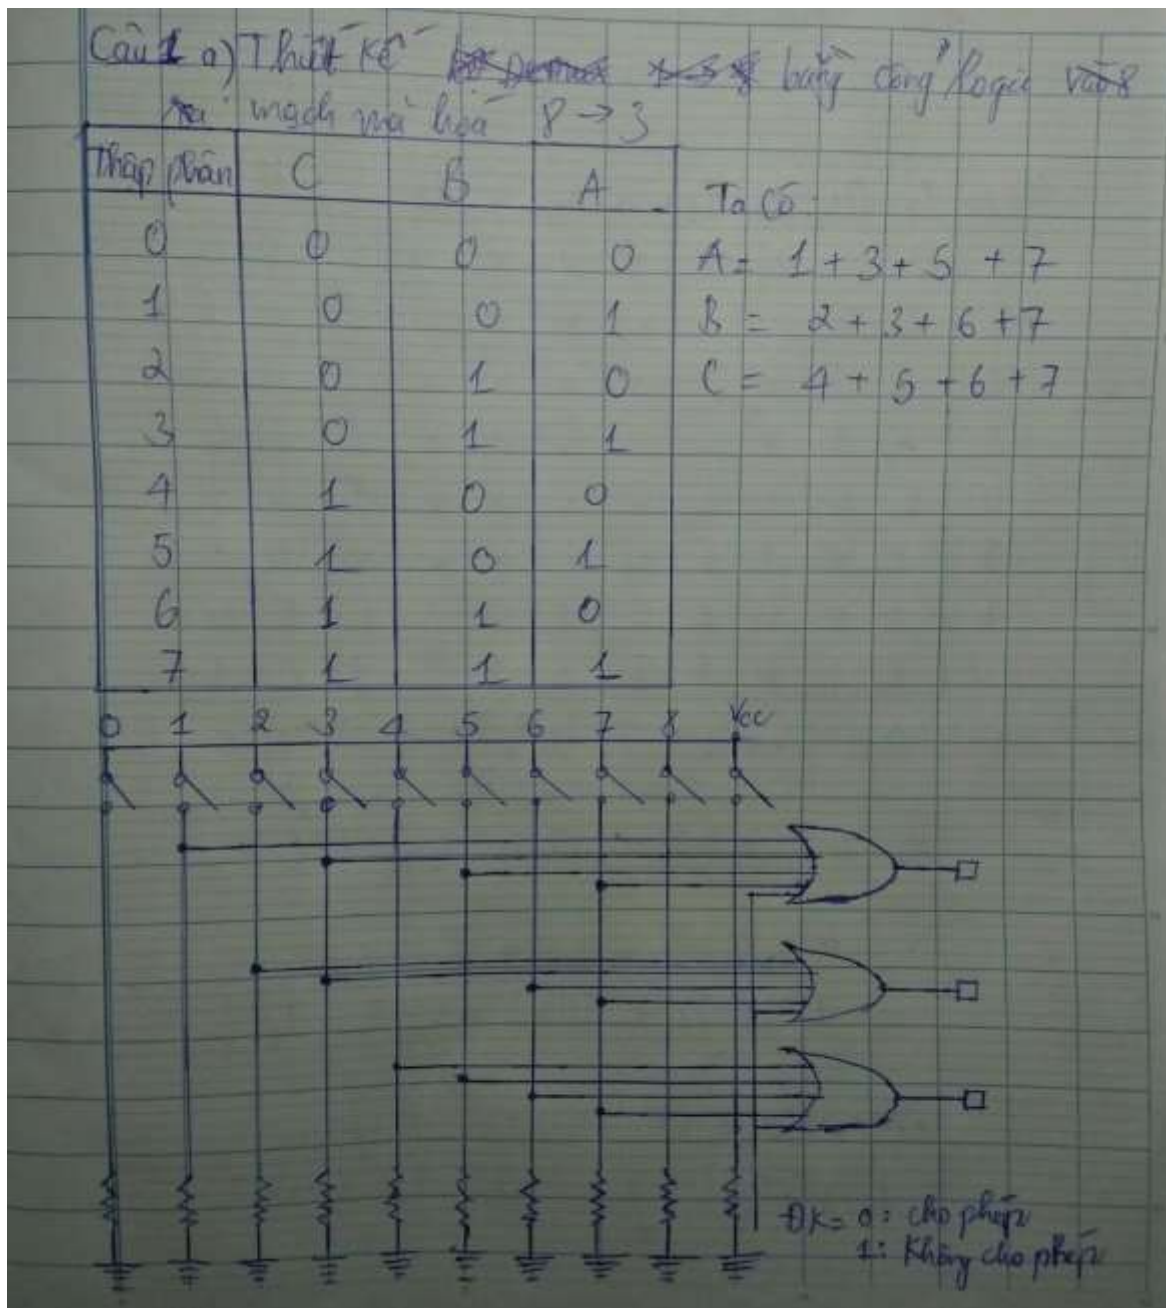 Câu 1 a) Thiết kế bằng cổng logic
mạch mã hoá 8 → 3
Thập phân C B A
Ta có:
0 0 0 0 A = 1 + 3 + 5 + 7
1 0 0 1 B = 2 + 3 + 6 + 7
2 0 1 0 C = 4 + 5 + 6 + 7
3 0 1 1
4 1 0 0
5 1 0 1
6 1 1 0
7 1 1 1
0 1 2 3 4 5 6 7 8 Vcc
ĐK = 0: cho phép
1: Không cho phép